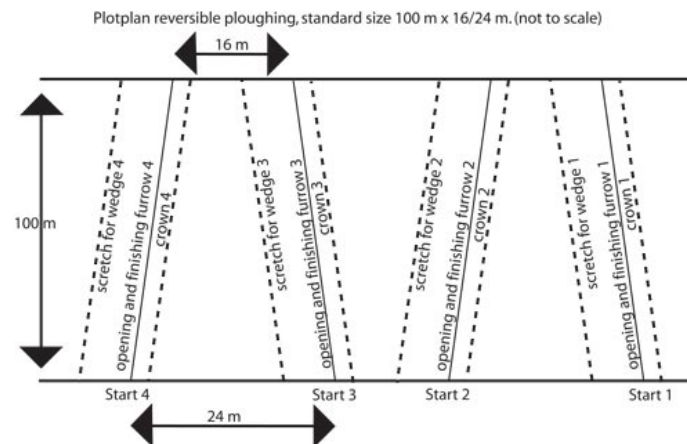 Plotplan reversible ploughing, standard size 100 m x 16/24 m. (not to scale)
16 m
100 m
scretch for wedge 4
opening and finishing furrow 4
crown 4
scretch for wedge 3
opening and finishing furrow 3
crown 3
scretch for wedge 2
opening and finishing furrow 2
crown 2
scretch for wedge 1
opening and finishing furrow 1
crown 1
Start 4
Start 3
Start 2
Start 1
24 m